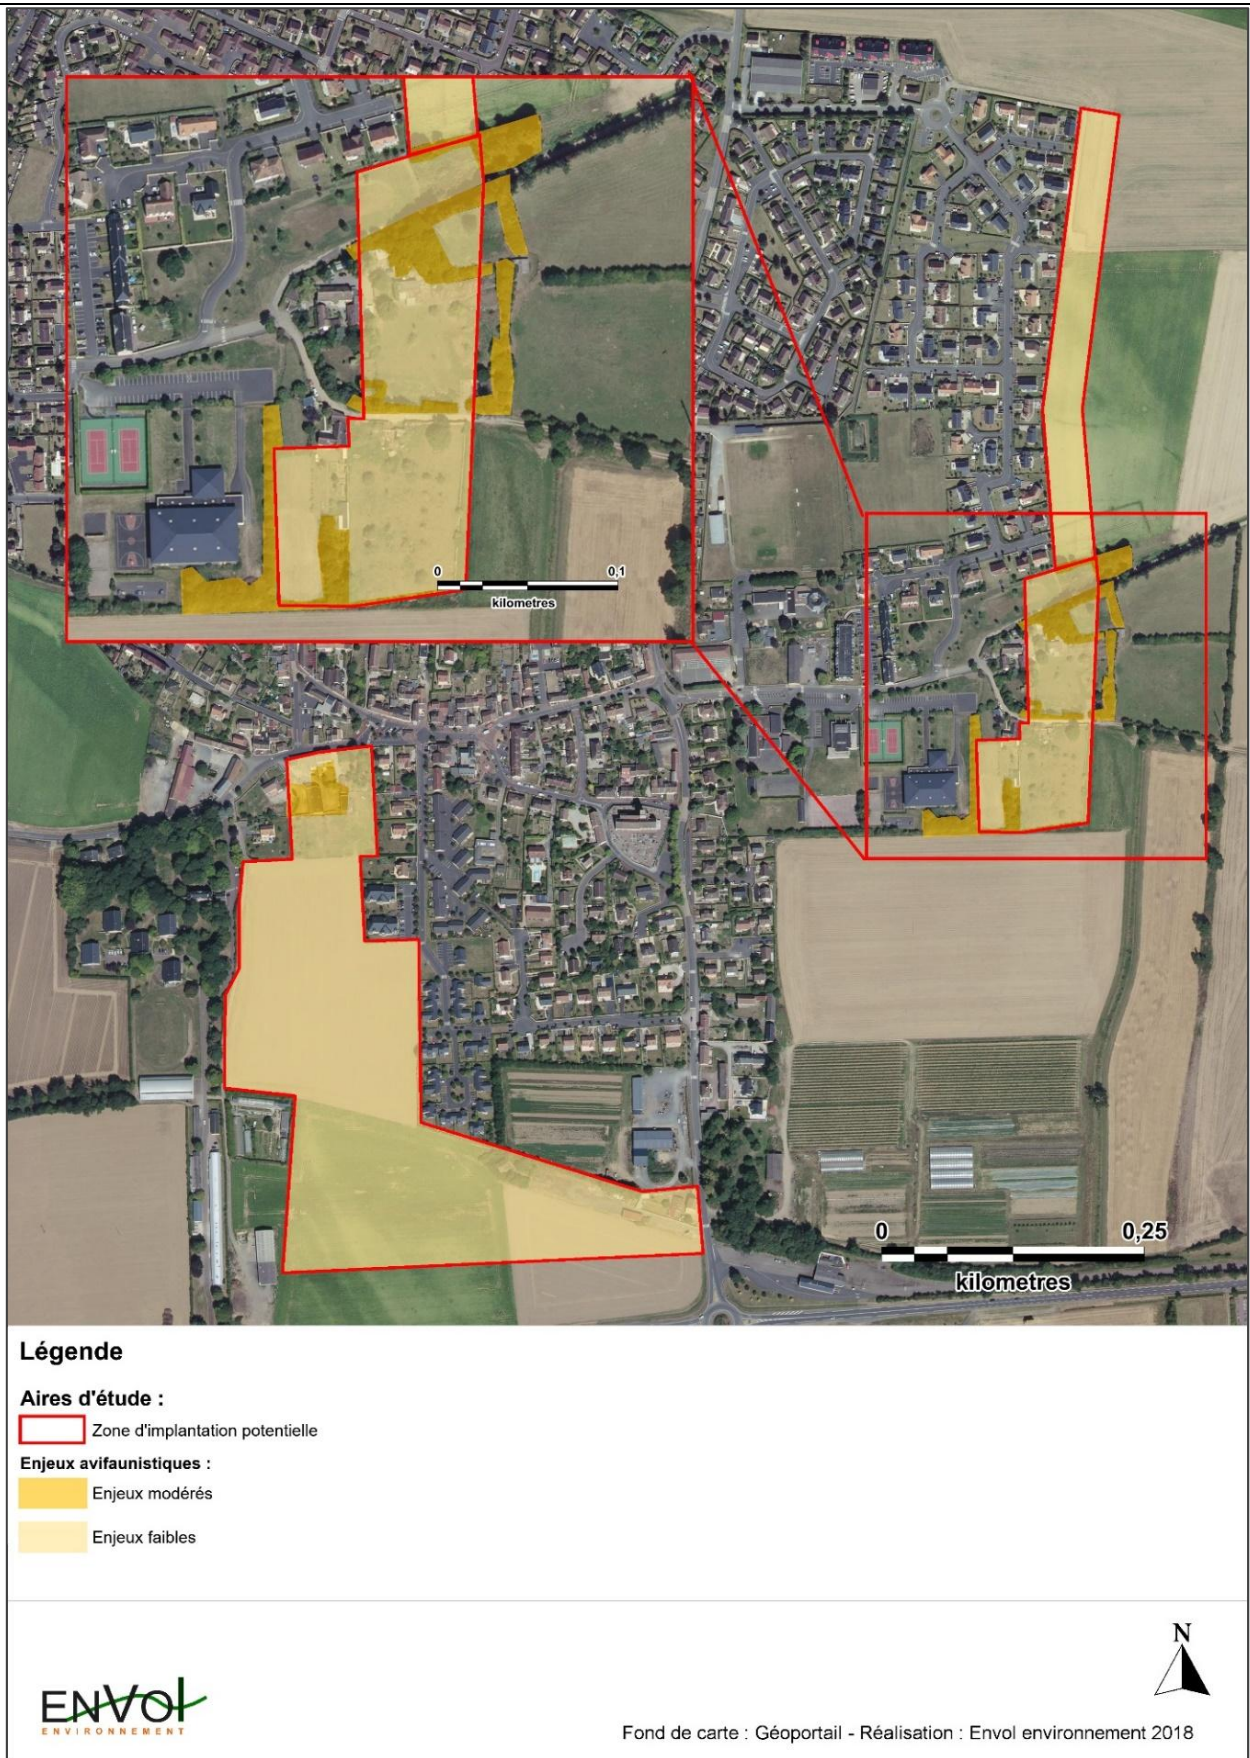 0 0,1
kilometres
0 0,25
kilometres
Légende
Aires d'étude :
Zone d'implantation potentielle
Enjeux avifaunistiques :
Enjeux modérés
Enjeux faibles
N
ENVOL
ENVIRONNEMENT
Fond de carte : Géoportail - Réalisation : Envol environnement 2018